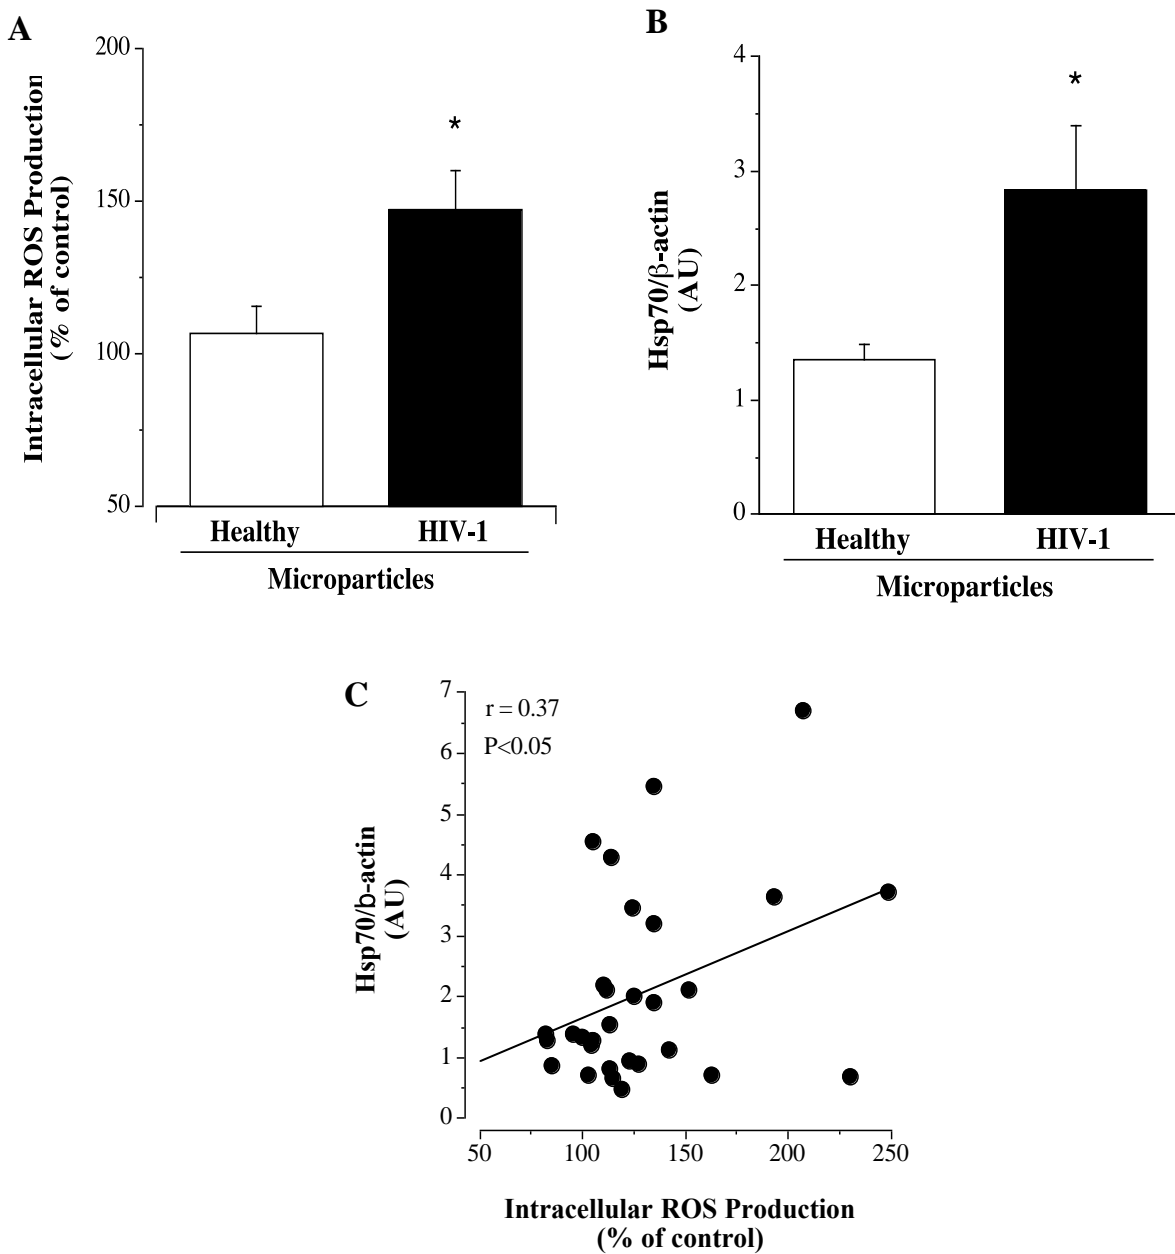 A
Intracellular ROS Production
(% of control)
200
150
100
50
*
Healthy
HIV-1
Microparticles
B
Hsp70/β-actin
(AU)
4
3
2
1
0
*
Healthy
HIV-1
Microparticles
C
r = 0.37
P<0.05
Hsp70/b-actin
(AU)
7
6
5
4
3
2
1
0
50 100 150 200 250
Intracellular ROS Production
(% of control)